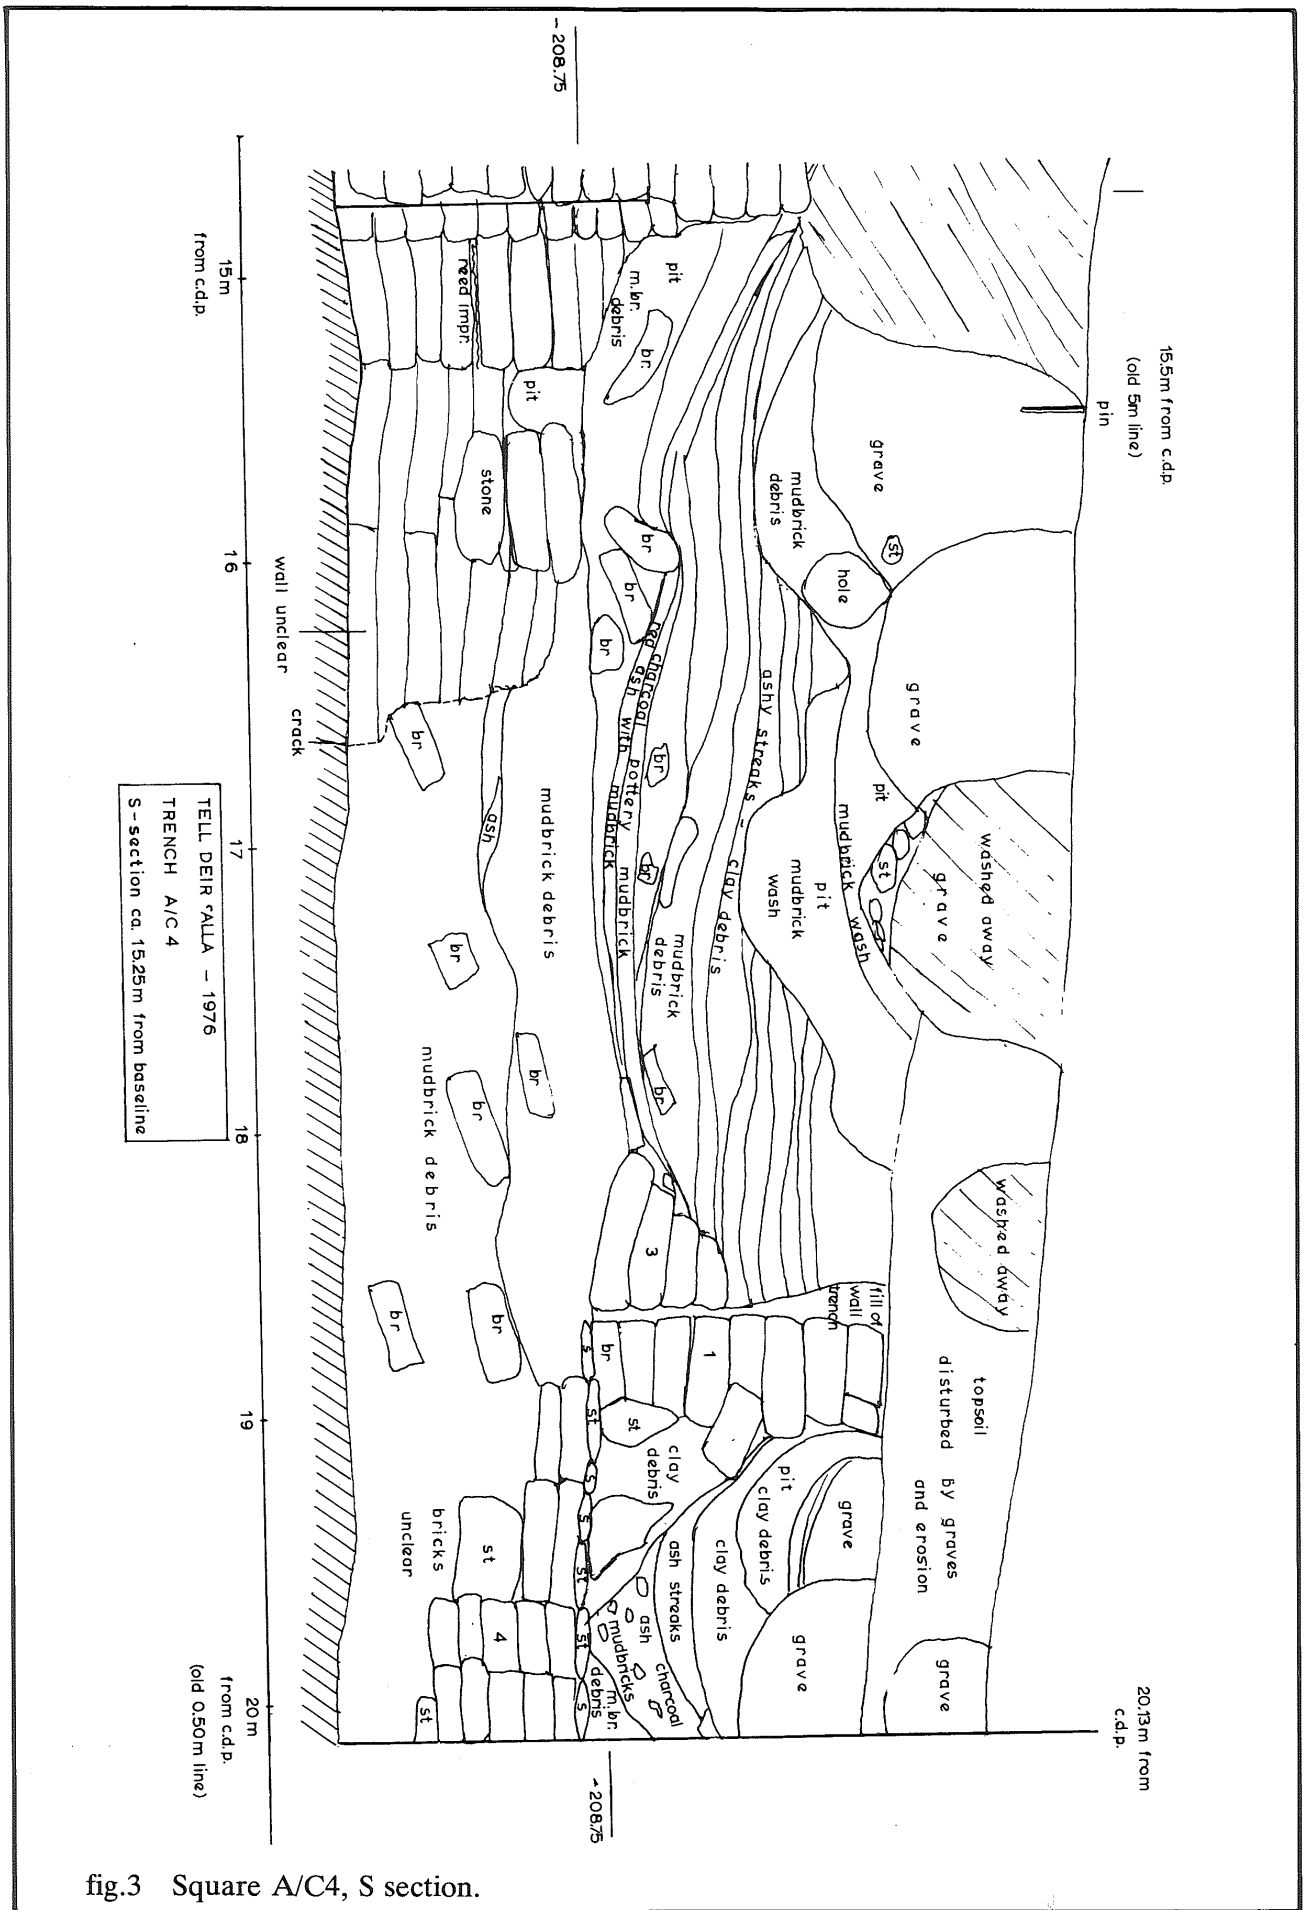 15.5m from c.d.p.
(old 5m line)
pin
20.13m from
c.d.p.
washed away
washed away
topsoil
disturbed by graves
and erosion
grave
grave
st
grave
grave
pit
st
hole
mudbrick
debris
mudbrick wash
pit
mudbrick
wash
fill of
wall
trench
grave
pit
clay debris
grave
ashy streaks -
clay debris
clay debris
mudbrick
debris
ash streaks
pit
m.br.
debris
br.
br
br
br
br
br
br
red charcoal
ash with pottery
mudbrick
mudbrick
3
1
br
st
clay
debris
ash
charcoal
mudbricks
m.br.
debris
-208.75
-208.75
s
st
s
s
st
st
s
reed impr.
pit
stone
mudbrick debris
ash
br
br
br
br
br
br
mudbrick debris
st
4
bricks
unclear
st
wall unclear
crack
15m
from c.d.p.
16
17
18
19
20m
from c.d.p.
(old 0.50m line)
TELL DEIR ʿALLA - 1976
TRENCH A/C 4
S-section ca. 15.25m from baseline
fig.3 Square A/C4, S section.